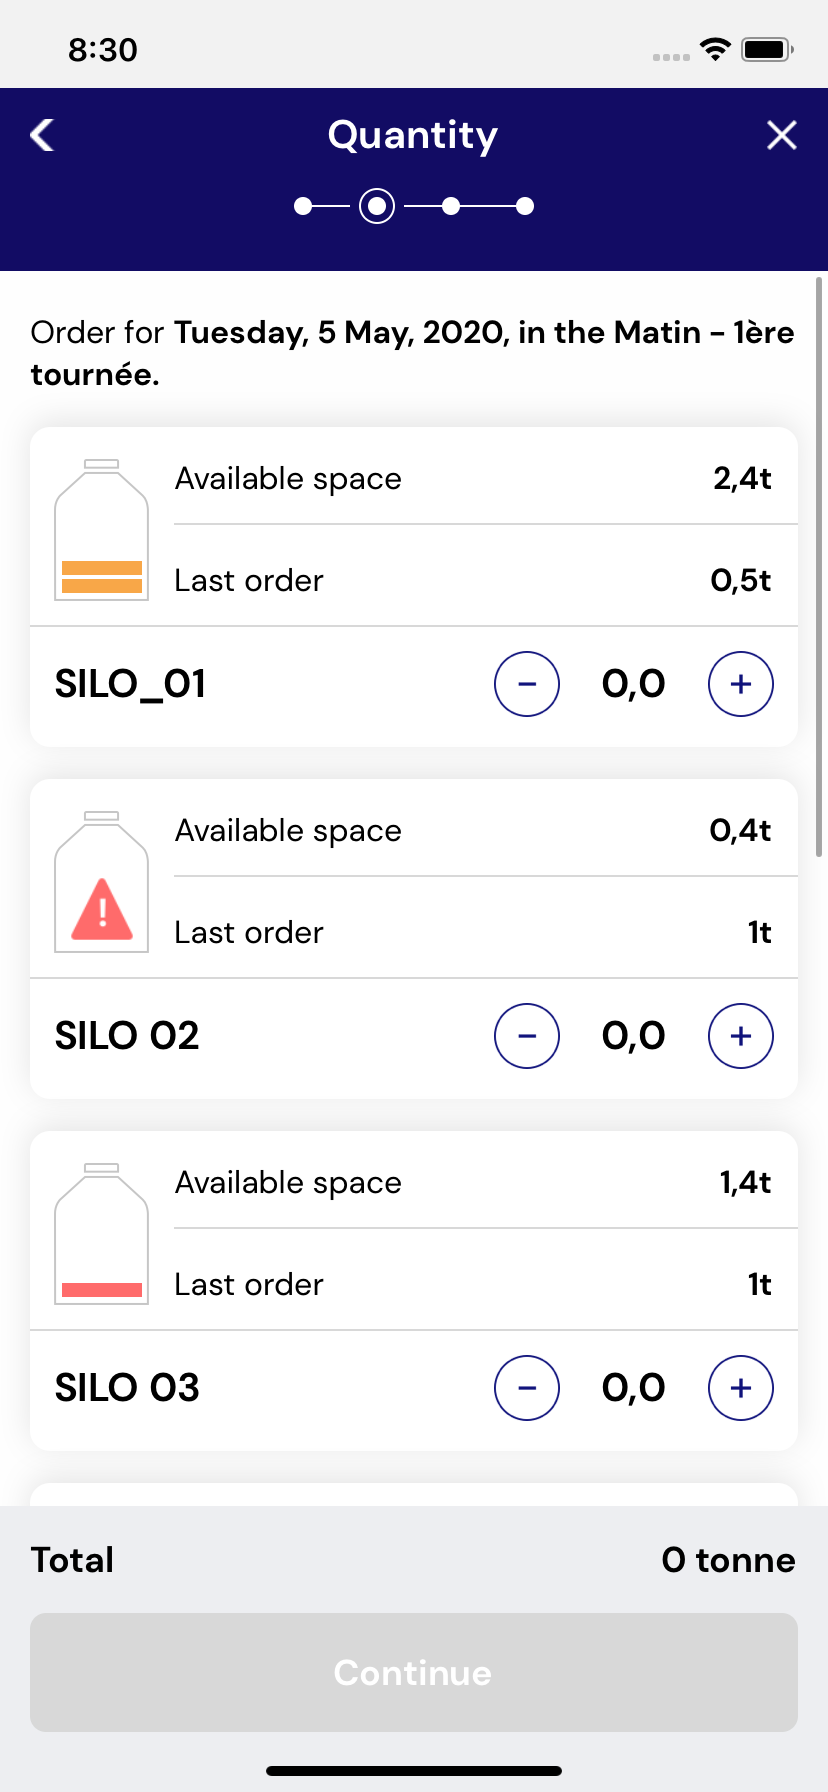 8:30
Quantity
Order for Tuesday, 5 May, 2020, in the Matin - 1ère
tournée.
Available space 2,4t
Last order 0,5t
SILO_01 − 0,0 +
Available space 0,4t
!
Last order 1t
SILO 02 − 0,0 +
Available space 1,4t
Last order 1t
SILO 03 − 0,0 +
Total 0 tonne
Continue